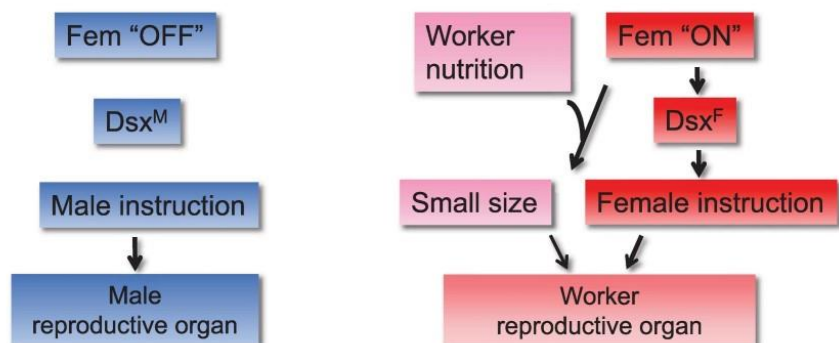 Fem “OFF”
Dsx^M
Male instruction
Male
reproductive organ
Worker
nutrition
Fem “ON”
Dsx^F
Small size
Female instruction
Worker
reproductive organ